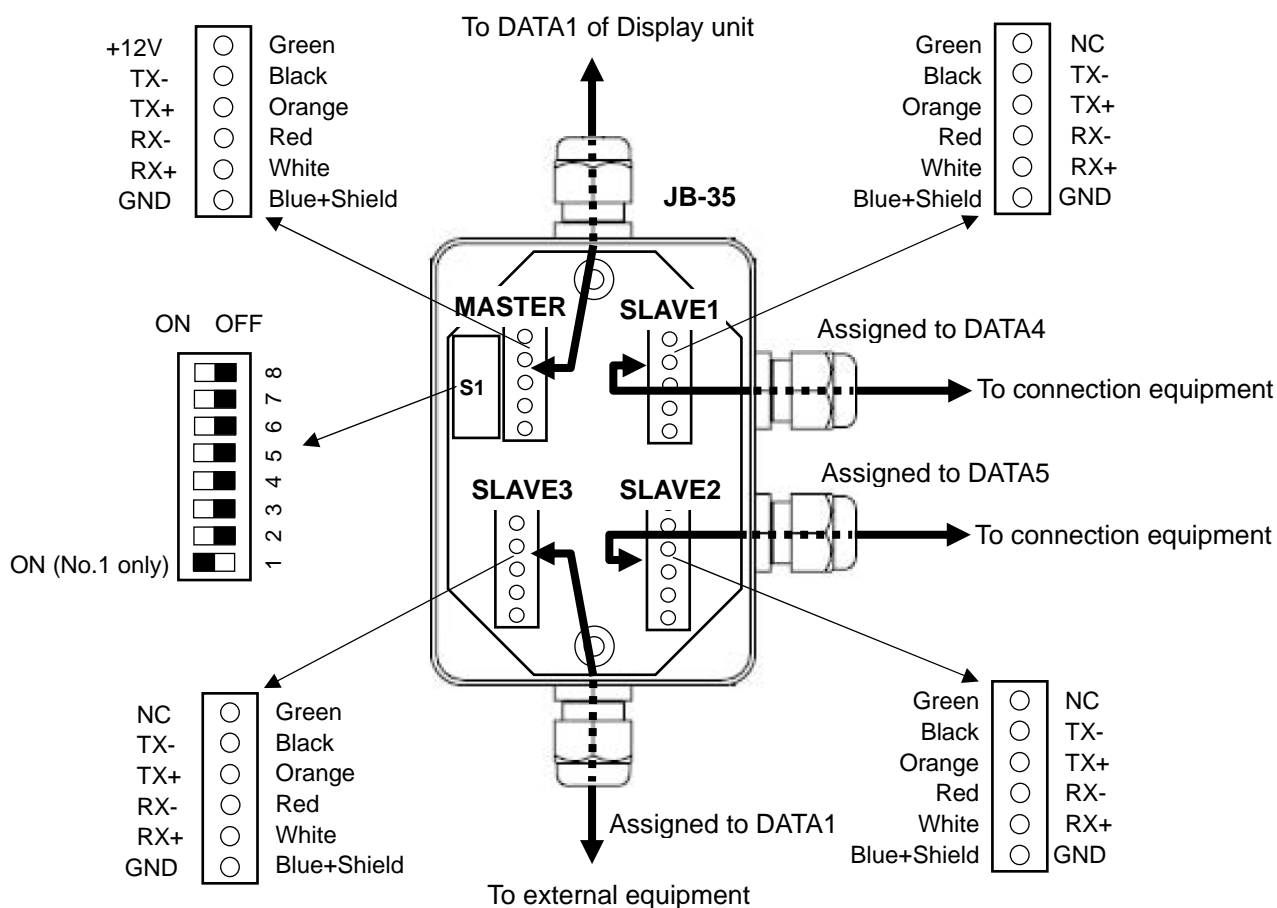 To DATA1 of Display unit
+12V Green
TX- Black
TX+ Orange
RX- Red
RX+ White
GND Blue+Shield
Green NC
Black TX-
Orange TX+
Red RX-
White RX+
Blue+Shield GND
JB-35
MASTER
SLAVE1
S1
ON OFF
8
7
6
5
4
3
2
1
ON (No.1 only)
Assigned to DATA4
To connection equipment
Assigned to DATA5
To connection equipment
SLAVE3
SLAVE2
NC Green
TX- Black
TX+ Orange
RX- Red
RX+ White
GND Blue+Shield
Green NC
Black TX-
Orange TX+
Red RX-
White RX+
Blue+Shield GND
Assigned to DATA1
To external equipment